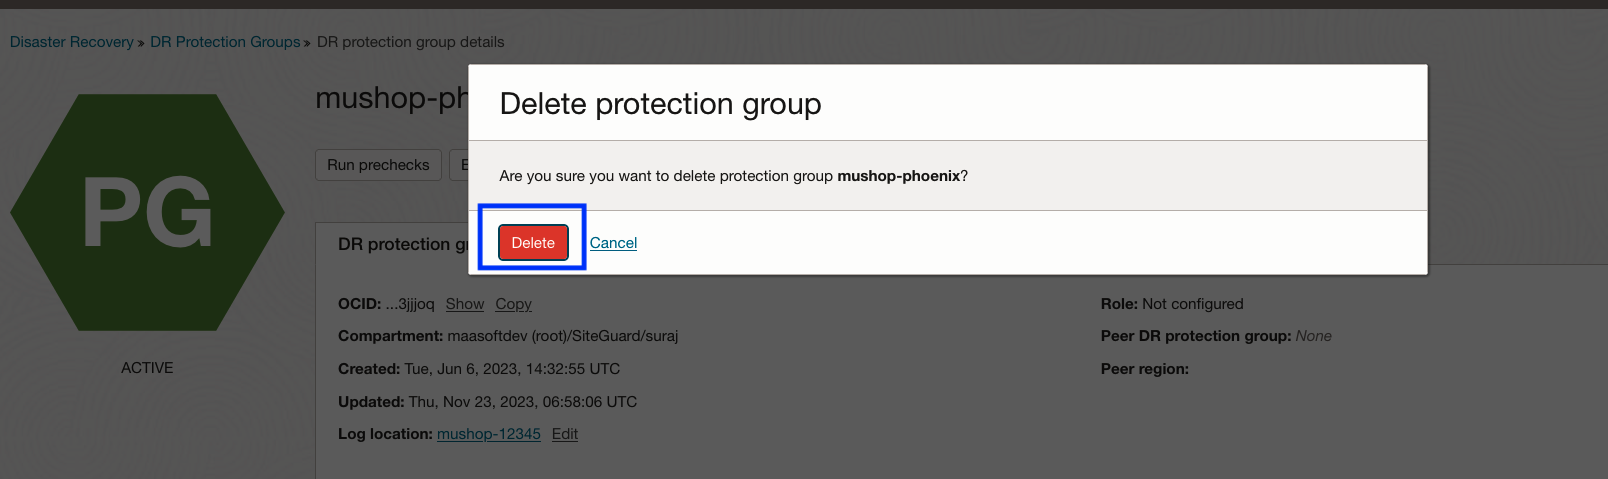 Disaster Recovery » DR Protection Groups » DR protection group details
mushop-ph
Delete protection group
PG
Run prechecks
E
Are you sure you want to delete protection group mushop-phoenix?
Delete Cancel
DR protection g
OCID: ...3jjjoq Show Copy
Role: Not configured
Compartment: maasoftdev (root)/SiteGuard/suraj
Peer DR protection group: None
ACTIVE
Created: Tue, Jun 6, 2023, 14:32:55 UTC
Peer region:
Updated: Thu, Nov 23, 2023, 06:58:06 UTC
Log location: mushop-12345 Edit